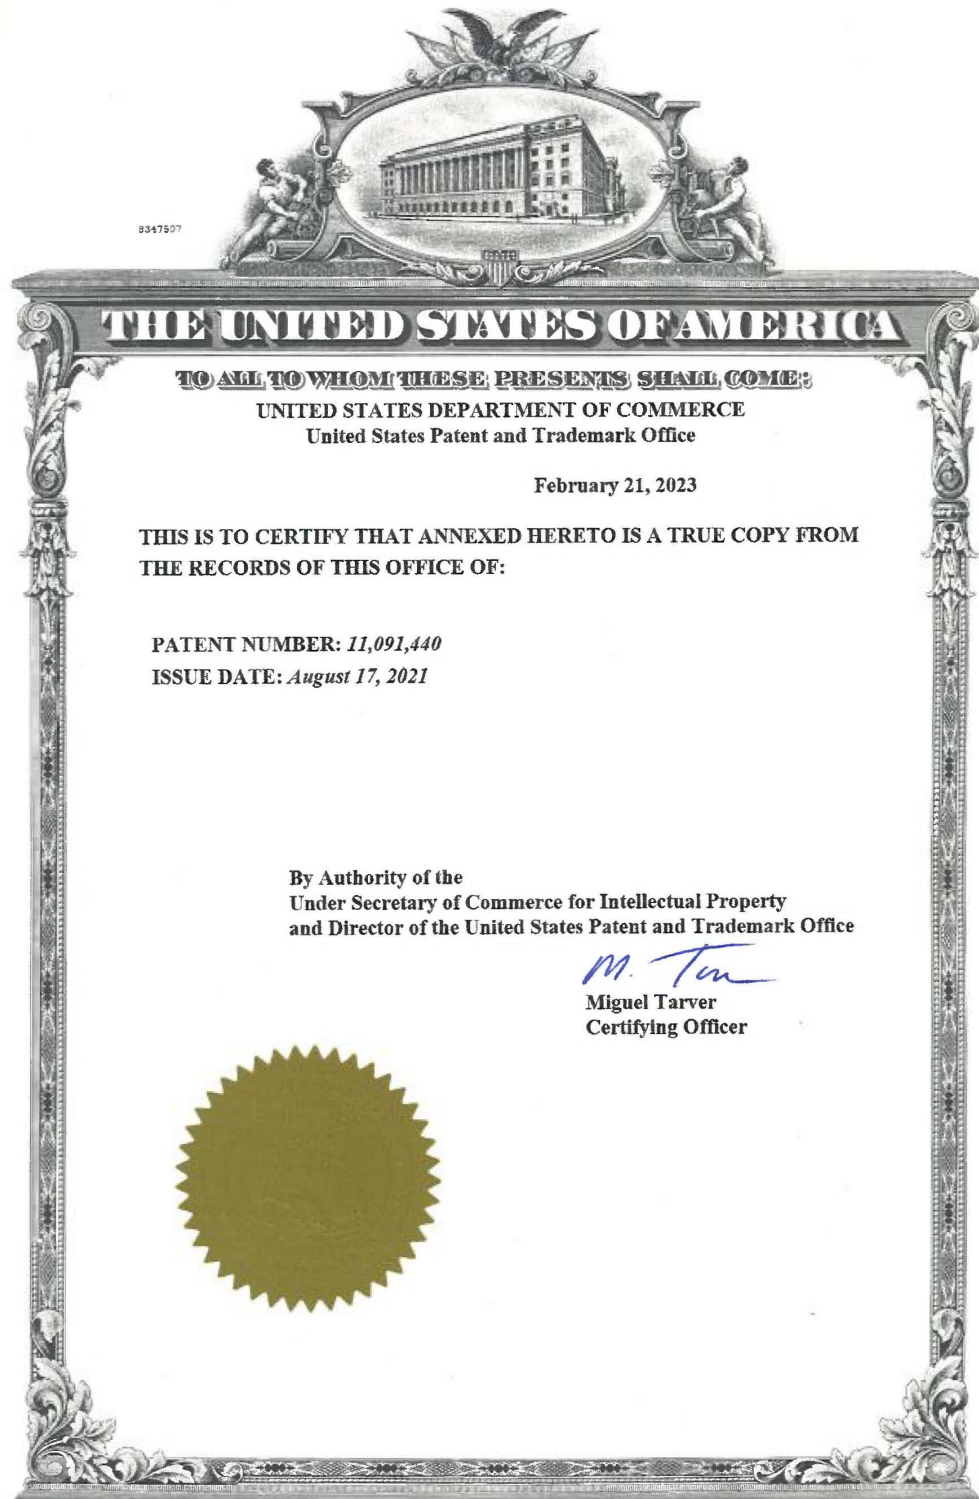 8347507
THE UNITED STATES OF AMERICA
TO ALL TO WHOM THESE PRESENTS SHALL COME:
UNITED STATES DEPARTMENT OF COMMERCE
United States Patent and Trademark Office
February 21, 2023
THIS IS TO CERTIFY THAT ANNEXED HERETO IS A TRUE COPY FROM
THE RECORDS OF THIS OFFICE OF:
PATENT NUMBER: 11,091,440
ISSUE DATE: August 17, 2021
By Authority of the
Under Secretary of Commerce for Intellectual Property
and Director of the United States Patent and Trademark Office
M. Tarver
Miguel Tarver
Certifying Officer